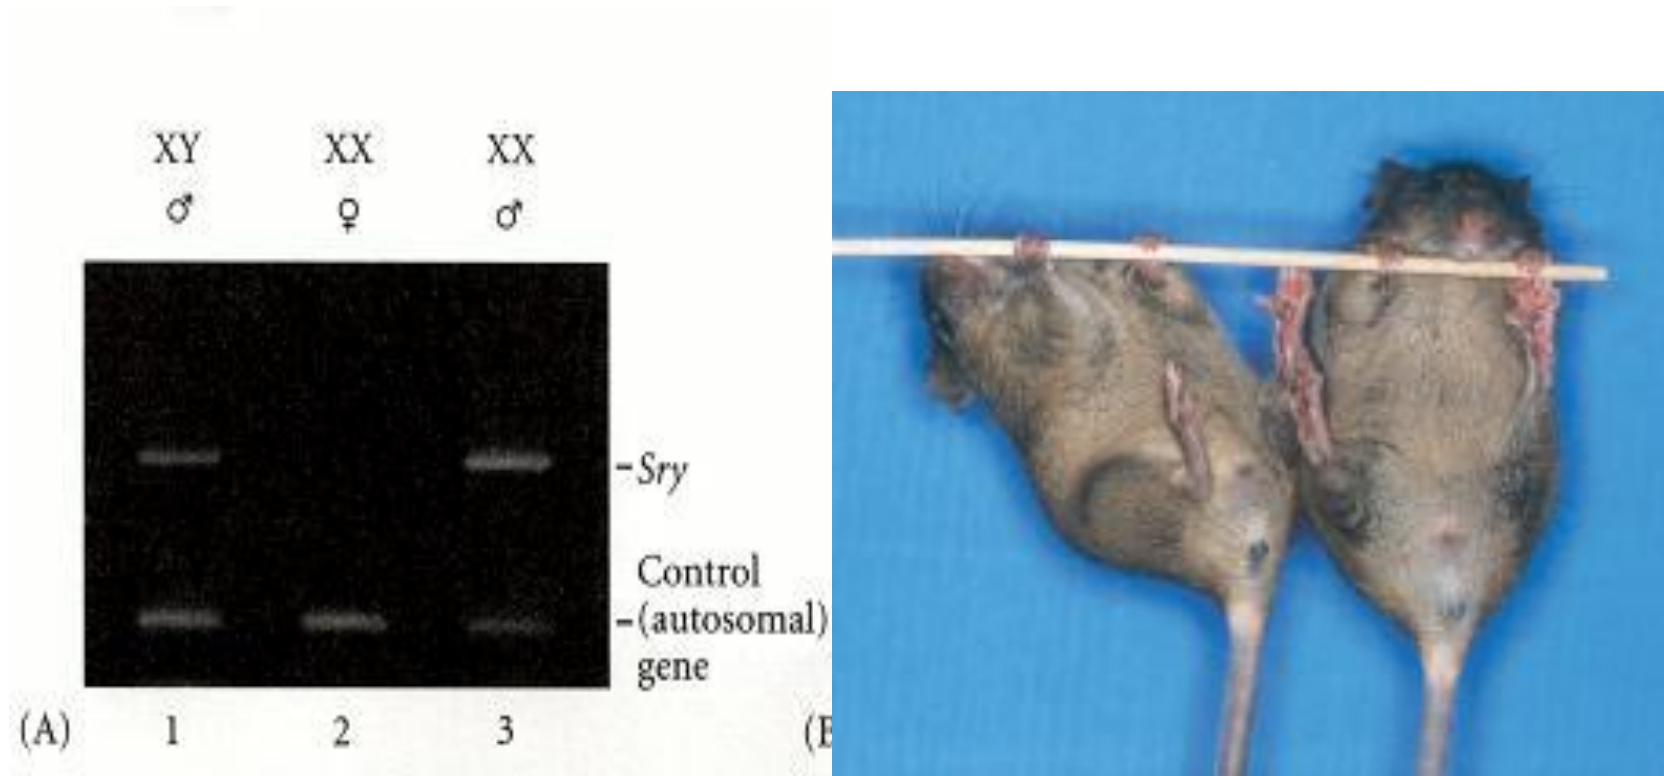 XY XX XX
♂ ♀ ♂
-Sry
Control
-(autosomal)
gene
(A) 1 2 3 (B